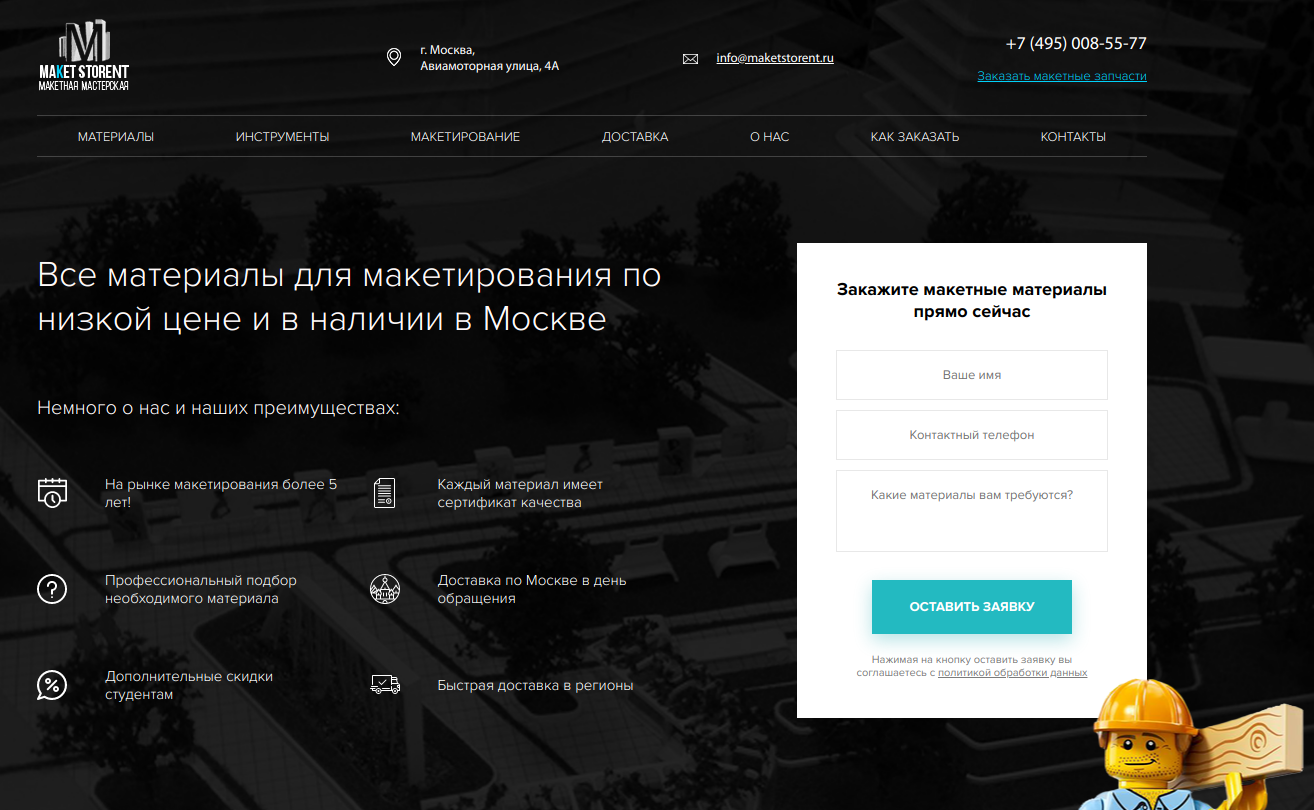 MAKET STORENT
МАКЕТНАЯ МАСТЕРСКАЯ
г. Москва,
Авиамоторная улица, 4А
info@maketstorent.ru
+7 (495) 008-55-77
Заказать макетные запчасти
МАТЕРИАЛЫ
ИНСТРУМЕНТЫ
МАКЕТИРОВАНИЕ
ДОСТАВКА
О НАС
КАК ЗАКАЗАТЬ
КОНТАКТЫ
Все материалы для макетирования по
низкой цене и в наличии в Москве
Немного о нас и наших преимуществах:
На рынке макетирования более 5
лет!
Каждый материал имеет
сертификат качества
Профессиональный подбор
необходимого материала
Доставка по Москве в день
обращения
Дополнительные скидки
студентам
Быстрая доставка в регионы
Закажите макетные материалы
прямо сейчас
Ваше имя
Контактный телефон
Какие материалы вам требуются?
ОСТАВИТЬ ЗАЯВКУ
Нажимая на кнопку оставить заявку вы
соглашаетесь с политикой обработки данных